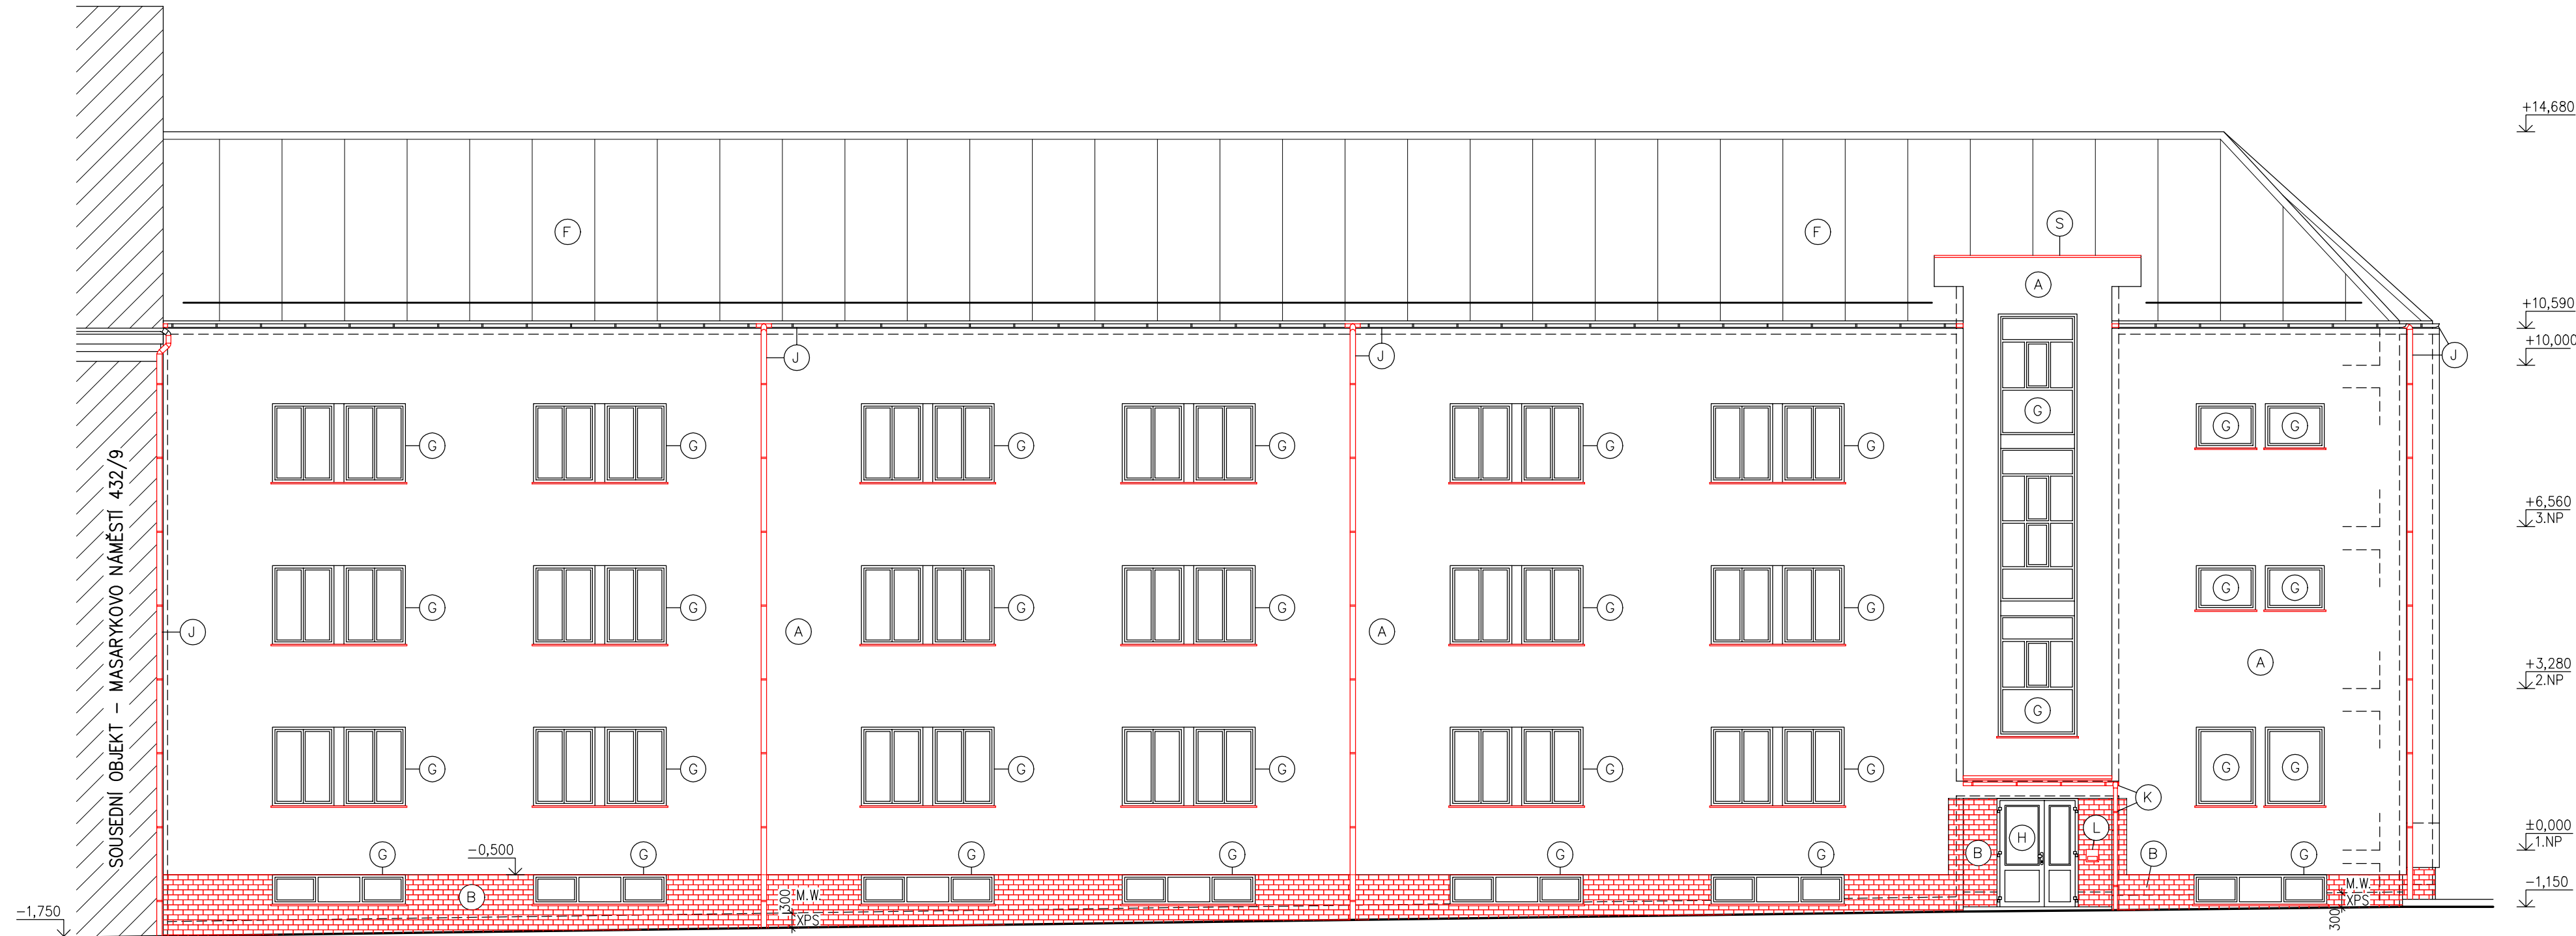 +14,680
S
F
F
A
+10,590
+10,000
J
J
J
G
G
G
G
G
G
G
G
G
SOUSEDNÍ OBJEKT – MASARYKOVO NÁMĚSTÍ 432/9
+6,560
3.NP
G
G
G
G
G
G
G
G
J
A
A
A
+3,280
2.NP
G
G
G
G
G
G
G
G
G
K
H
L
±0,000
1.NP
-0,500
G
G
G
G
G
G
B
B
G
B
M.W.
300
XPS
M.W.
XPS
300
-1,150
-1,750